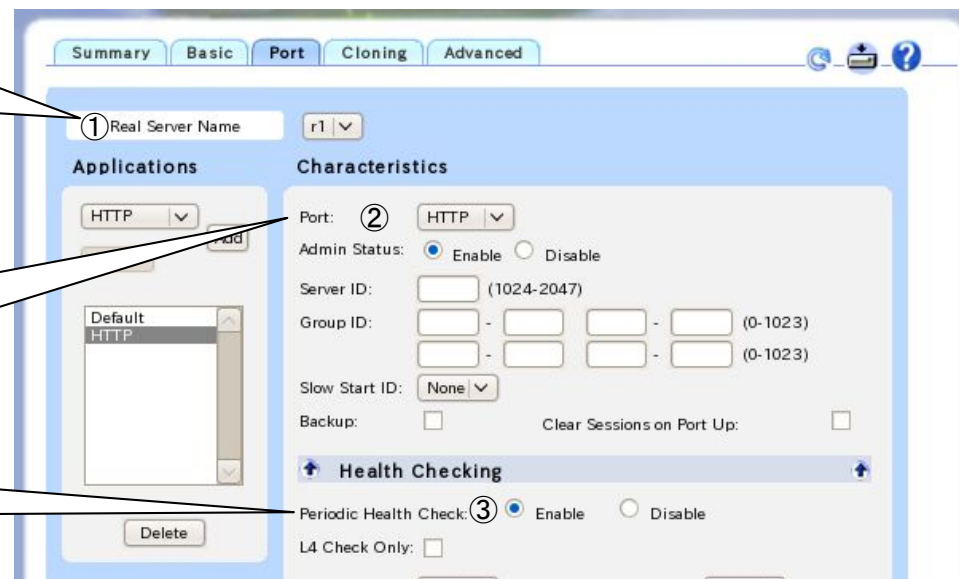 Summary Basic Port Cloning Advanced
① Real Server Name r1
Applications
Characteristics
HTTP
Add
Default
HTTP
Delete
Port: ② HTTP
Admin Status: Enable Disable
Server ID: (1024-2047)
Group ID: - - (0-1023)
- - (0-1023)
Slow Start ID: None
Backup: Clear Sessions on Port Up:
Health Checking
Periodic Health Check: ③ Enable Disable
L4 Check Only: